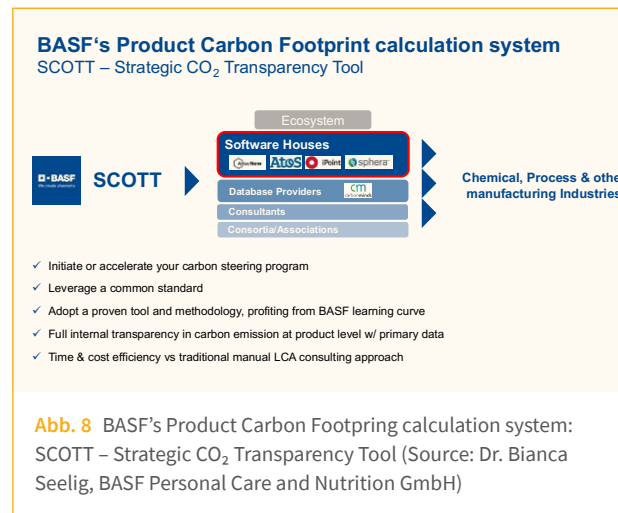 BASF‘s Product Carbon Footprint calculation system
SCOTT – Strategic CO₂ Transparency Tool
Ecosystem
Software Houses
AtoS iPoint sphera
BASF
We create chemistry
SCOTT
Database Providers cm
carbon minds
Consultants
Consortia/Associations
Chemical, Process & othe
manufacturing Industries
✓ Initiate or accelerate your carbon steering program
✓ Leverage a common standard
✓ Adopt a proven tool and methodology, profiting from BASF learning curve
✓ Full internal transparency in carbon emission at product level w/ primary data
✓ Time & cost efficiency vs traditional manual LCA consulting approach
Abb. 8 BASF’s Product Carbon Footpring calculation system:
SCOTT – Strategic CO₂ Transparency Tool (Source: Dr. Bianca
Seelig, BASF Personal Care and Nutrition GmbH)